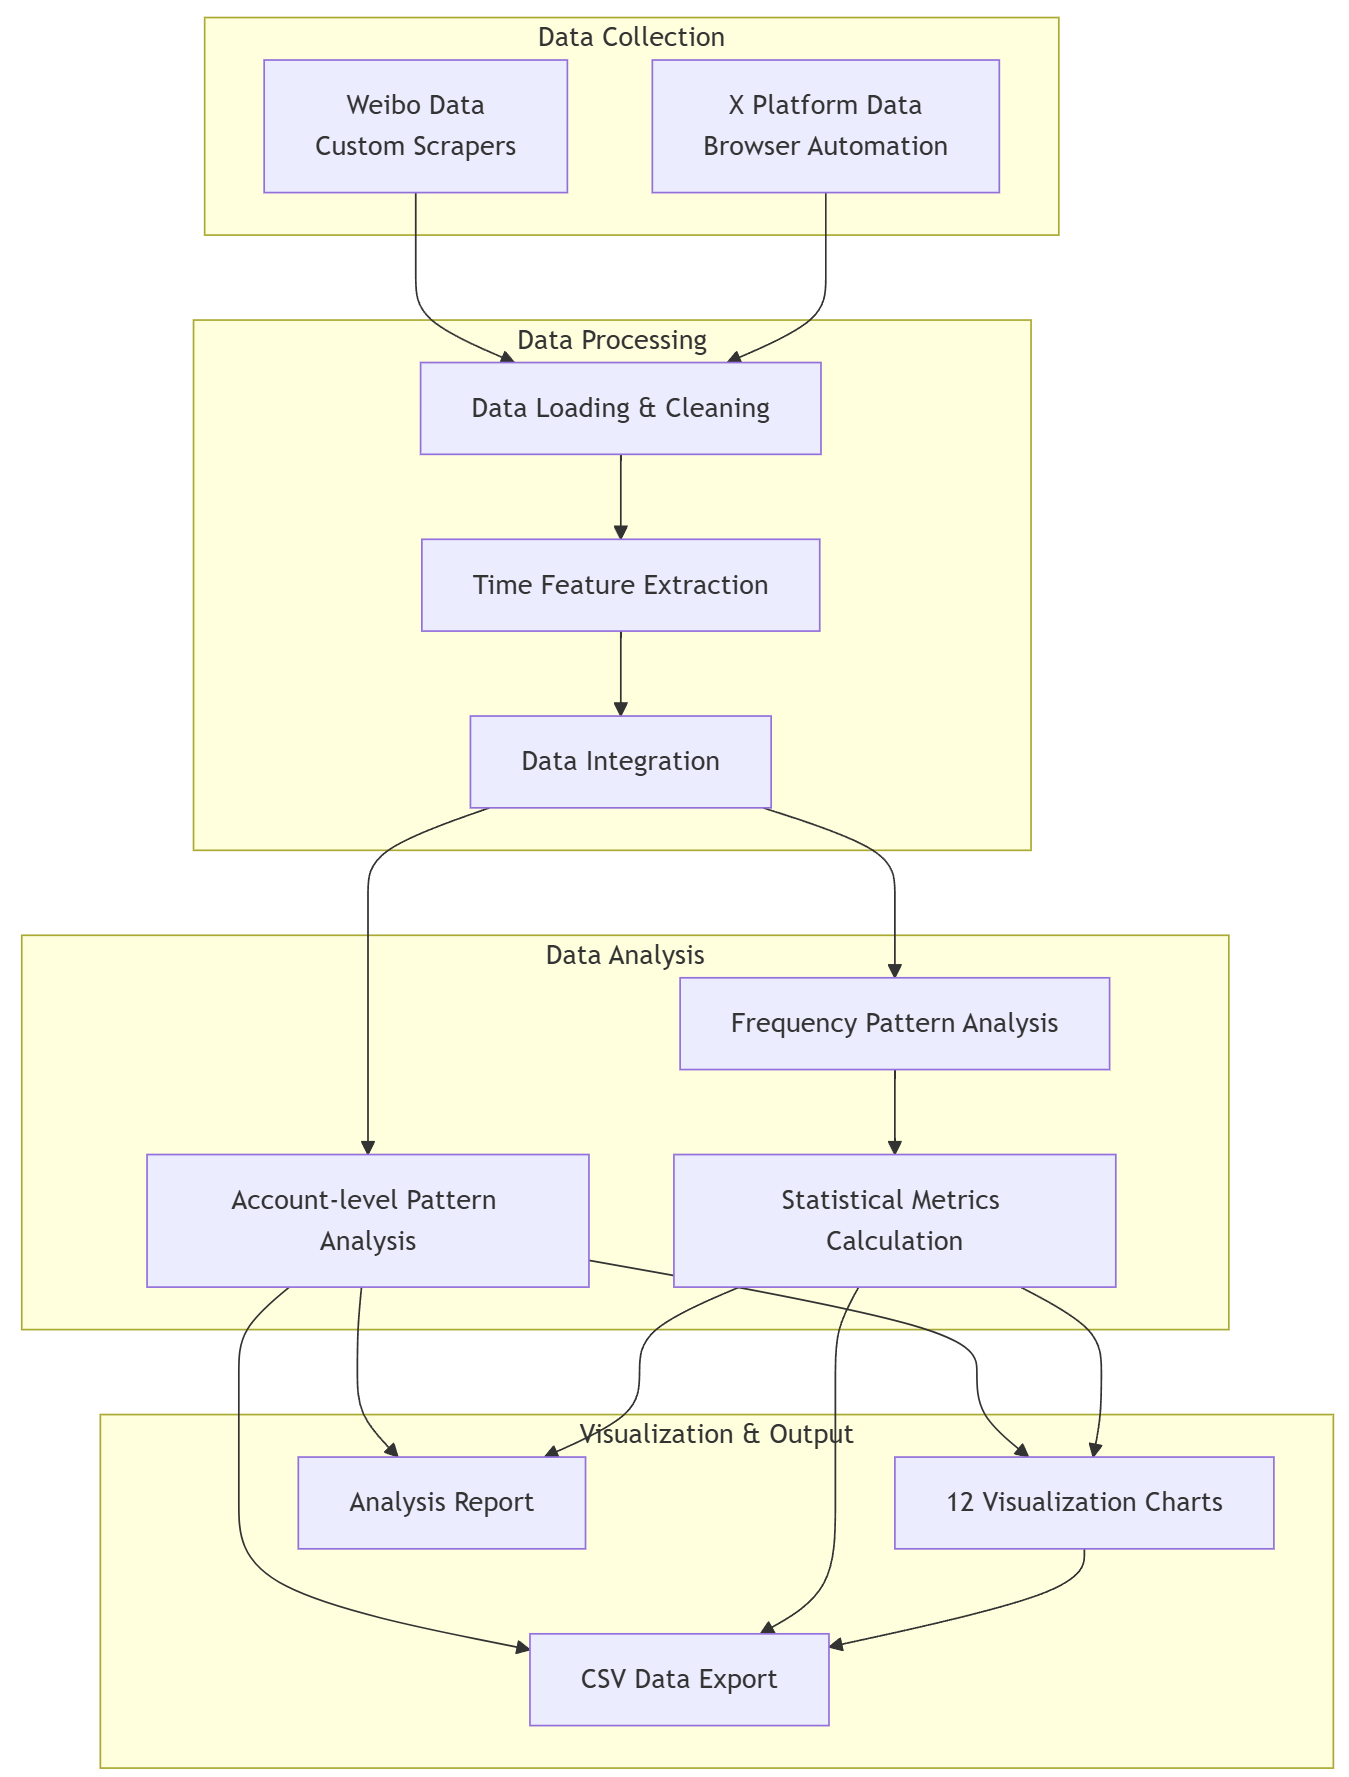 Data Collection
Weibo Data
Custom Scrapers
X Platform Data
Browser Automation
Data Processing
Data Loading & Cleaning
Time Feature Extraction
Data Integration
Data Analysis
Frequency Pattern Analysis
Account-level Pattern
Analysis
Statistical Metrics
Calculation
Visualization & Output
Analysis Report
12 Visualization Charts
CSV Data Export